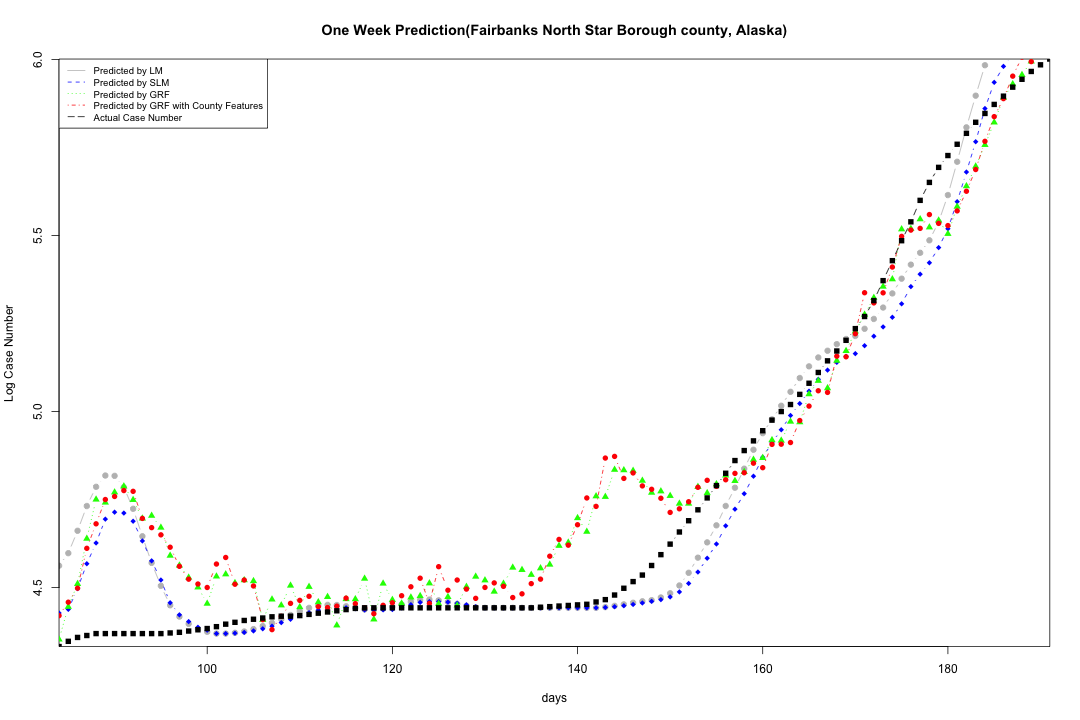 One Week Prediction(Fairbanks North Star Borough county, Alaska)
6.0
Predicted by LM
Predicted by SLM
Predicted by GRF
Predicted by GRF with County Features
Actual Case Number
5.5
Log Case Number
5.0
4.5
100 120 140 160 180
days